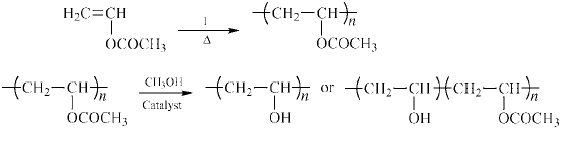 H₂C=CH I —(CH₂—CH)ₙ
OCOCH₃ Δ OCOCH₃
—(CH₂—CH)ₙ CH₃OH —(CH₂—CH)ₙ or —(CH₂—CH)(CH₂—CH)ₙ
OCOCH₃ Catalyst OH OH OCOCH₃